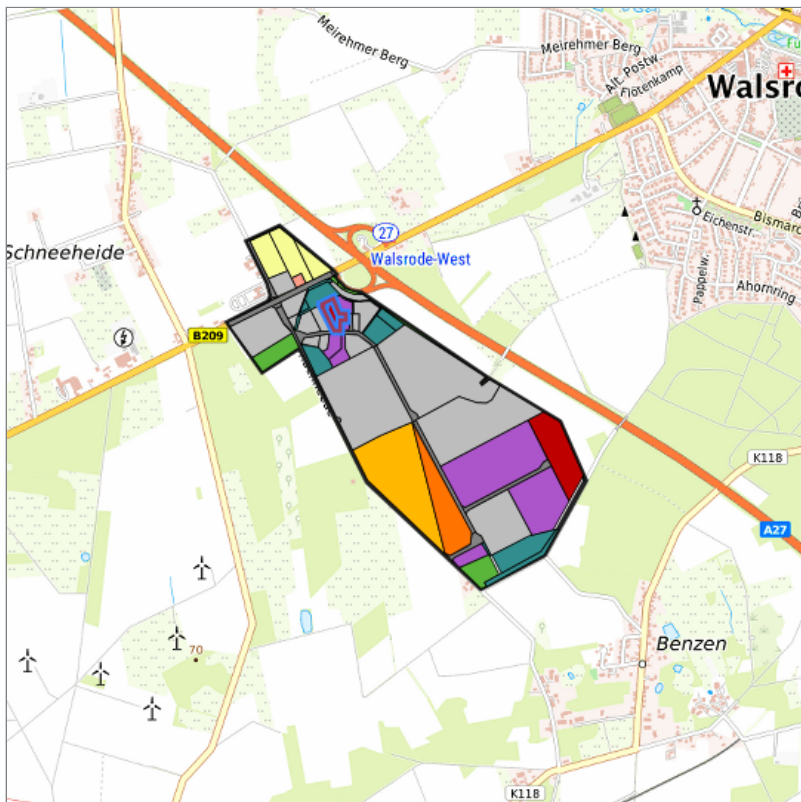 Meirehmer Berg
Meirehmer Berg
Alt. Postw.
Flötenkamp
Walsro
27
Walsrode-West
Schneeheide
B209
Eichenstr.
Bismarc
Pappelw.
Ahornring
K118
A27
70
Benzen
K118